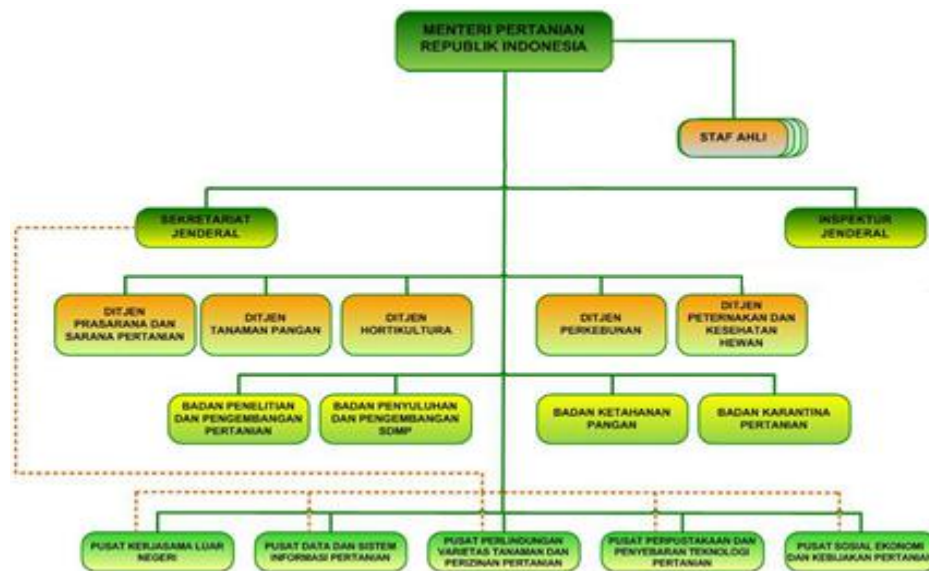 MENTERI PERTANIAN
REPUBLIK INDONESIA
STAF AHLI
SEKRETARIAT
JENDERAL
INSPEKTUR
JENDERAL
DITJEN
PRASARANA DAN
SARANA PERTANIAN
DITJEN
TANAMAN PANGAN
DITJEN
HORTIKULTURA
DITJEN
PERKEBUNAN
DITJEN
PETERNAKAN DAN
KESEHATAN
HEWAN
BADAN PENELITIAN
DAN PENGEMBANGAN
PERTANIAN
BADAN PENYULUHAN
DAN PENGEMBANGAN
SDMP
BADAN KETAHANAN
PANGAN
BADAN KARANTINA
PERTANIAN
PUSAT KERJASAMA LUAR
NEGERI
PUSAT DATA DAN SISTEM
INFORMASI PERTANIAN
PUSAT PERLINDUNGAN
VARIETAS TANAMAN DAN
PERIZINAN PERTANIAN
PUSAT PERPUSTAKAAN DAN
PENYEBARAN TEKNOLOGI
PERTANIAN
PUSAT SOSIAL EKONOMI
DAN KEBIJAKAN PERTANIAN